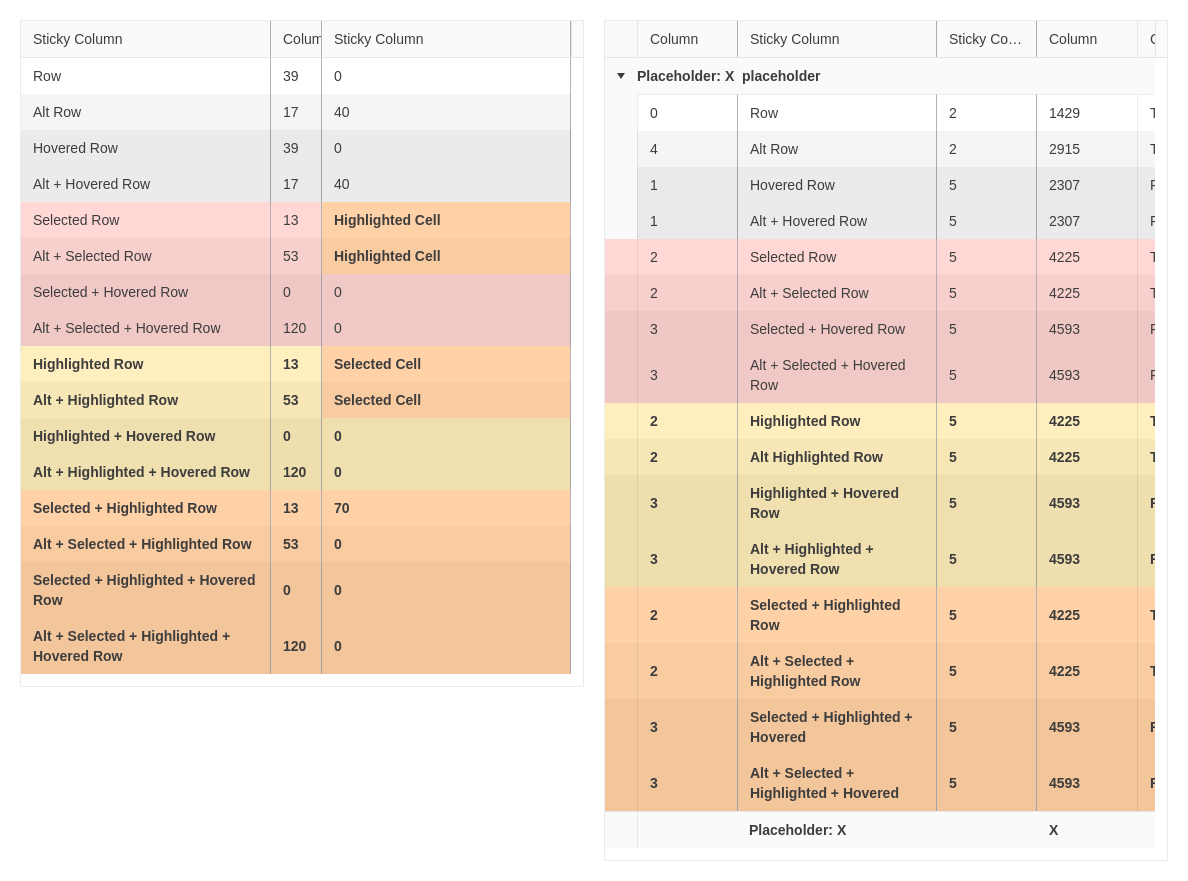 Sticky Column Colum Sticky Column
Row 39 0
Alt Row 17 40
Hovered Row 39 0
Alt + Hovered Row 17 40
Selected Row 13 Highlighted Cell
Alt + Selected Row 53 Highlighted Cell
Selected + Hovered Row 0 0
Alt + Selected + Hovered Row 120 0
Highlighted Row 13 Selected Cell
Alt + Highlighted Row 53 Selected Cell
Highlighted + Hovered Row 0 0
Alt + Highlighted + Hovered Row 120 0
Selected + Highlighted Row 13 70
Alt + Selected + Highlighted Row 53 0
Selected + Highlighted + Hovered
Row 0 0
Alt + Selected + Highlighted +
Hovered Row 120 0
Column Sticky Column Sticky Co… Column
Placeholder: X placeholder
0 Row 2 1429
4 Alt Row 2 2915
1 Hovered Row 5 2307
1 Alt + Hovered Row 5 2307
2 Selected Row 5 4225
2 Alt + Selected Row 5 4225
3 Selected + Hovered Row 5 4593
3 Alt + Selected + Hovered
Row 5 4593
2 Highlighted Row 5 4225
2 Alt Highlighted Row 5 4225
3 Highlighted + Hovered
Row 5 4593
3 Alt + Highlighted +
Hovered Row 5 4593
2 Selected + Highlighted
Row 5 4225
2 Alt + Selected +
Highlighted Row 5 4225
3 Selected + Highlighted +
Hovered 5 4593
3 Alt + Selected +
Highlighted + Hovered 5 4593
Placeholder: X X